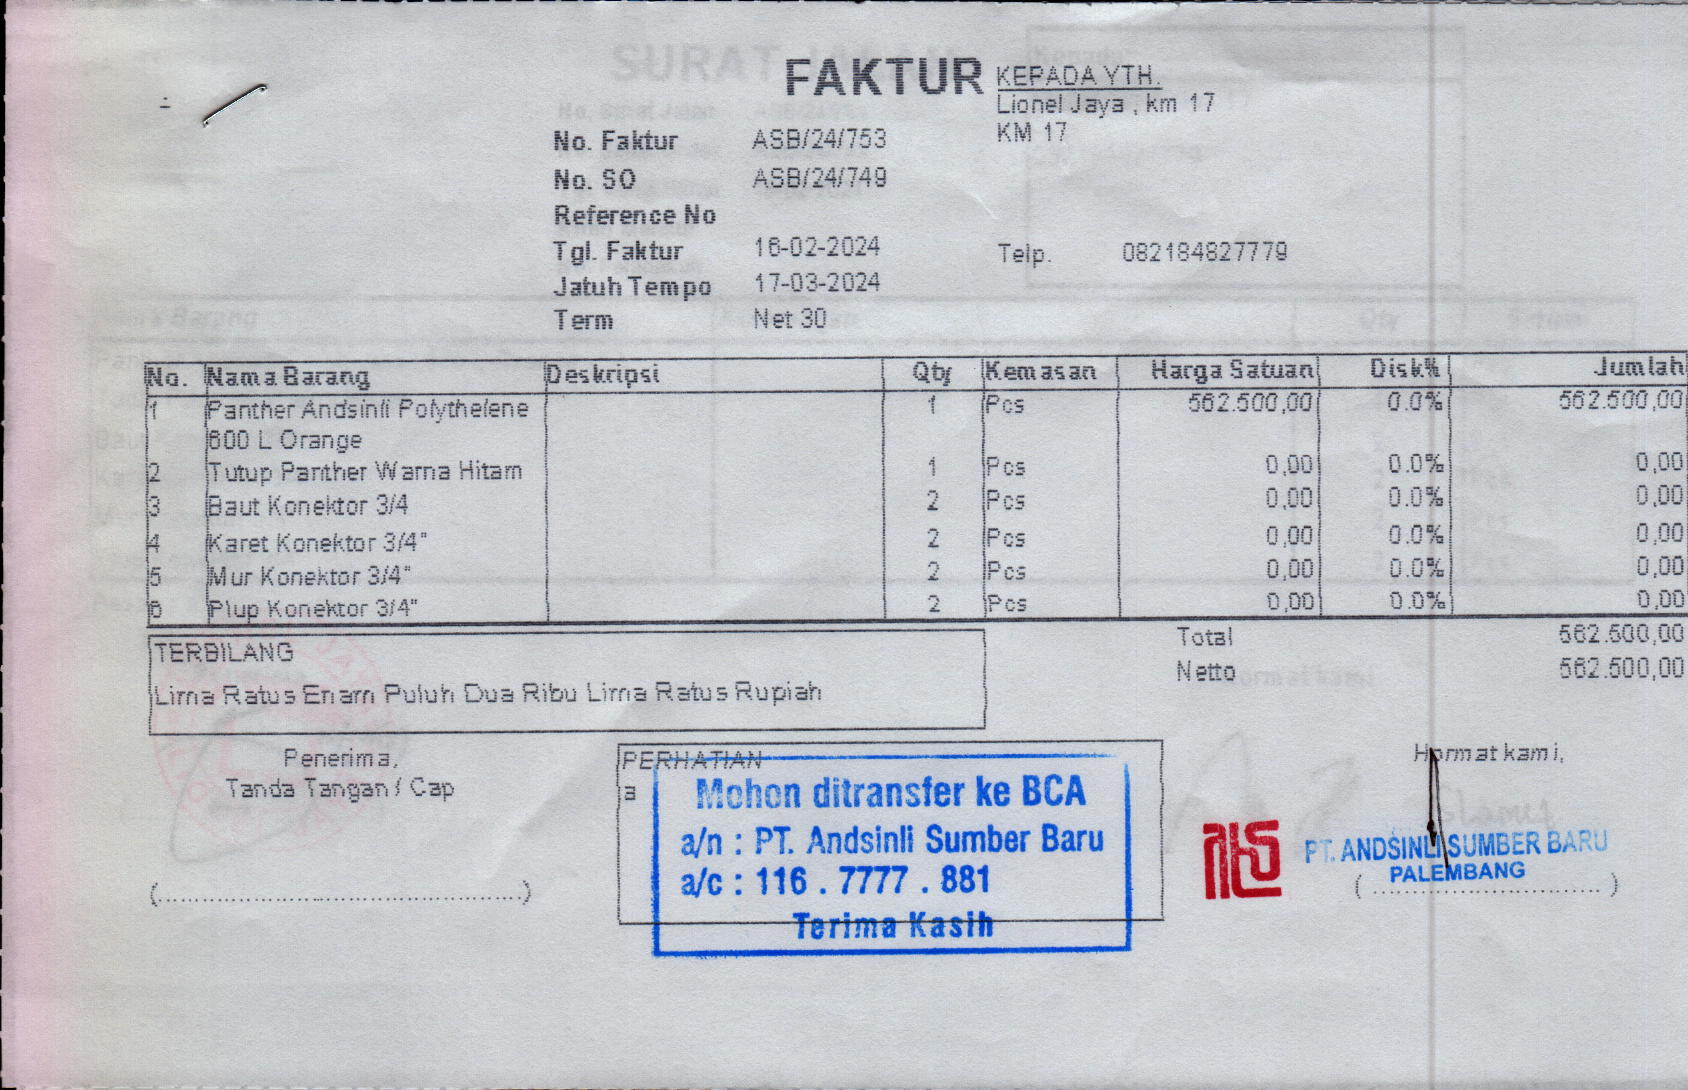 FAKTUR
KEPADA YTH.
Lionel Jaya , km 17
KM 17
No. Faktur ASB/24/753
No. SO ASB/24/749
Reference No
Tgl. Faktur 16-02-2024
Telp. 082184827779
Jatuh Tempo 17-03-2024
Term Net 30
No. Nama Barang Deskripsi Qty Kemasan Harga Satuan Disk% Jumlah
1 Panther Andsinli Polythelene 1 Pcs 562.500,00 0.0% 562.500,00
600 L Orange
2 Tutup Panther Warna Hitam 1 Pcs 0,00 0.0% 0,00
3 Baut Konektor 3/4 2 Pcs 0,00 0.0% 0,00
4 Karet Konektor 3/4" 2 Pcs 0,00 0.0% 0,00
5 Mur Konektor 3/4" 2 Pcs 0,00 0.0% 0,00
6 Plup Konektor 3/4" 2 Pcs 0,00 0.0% 0,00
Total 562.500,00
Netto 562.500,00
TERBILANG
Lima Ratus Enam Puluh Dua Ribu Lima Ratus Rupiah
Penerima,
Tanda Tangan / Cap
(................................................)
PERHATIAN
a
Mohon ditransfer ke BCA
a/n : PT. Andsinli Sumber Baru
a/c : 116 . 7777 . 881
Terima Kasih
Hormat kami,
PT. ANDSINLI SUMBER BARU
PALEMBANG
( .............................. )